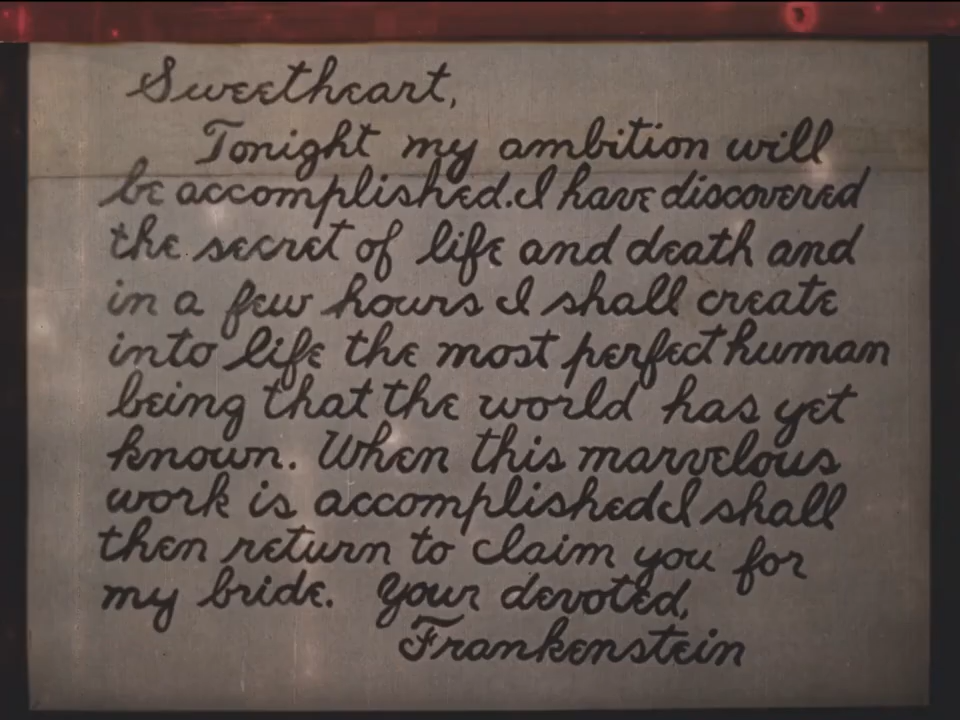 Sweetheart,
Tonight my ambition will
be accomplished. I have discovered
the secret of life and death and
in a few hours I shall create
into life the most perfect human
being that the world has yet
known. When this marvelous
work is accomplished I shall
then return to claim you for
my bride. Your devoted,
Frankenstein